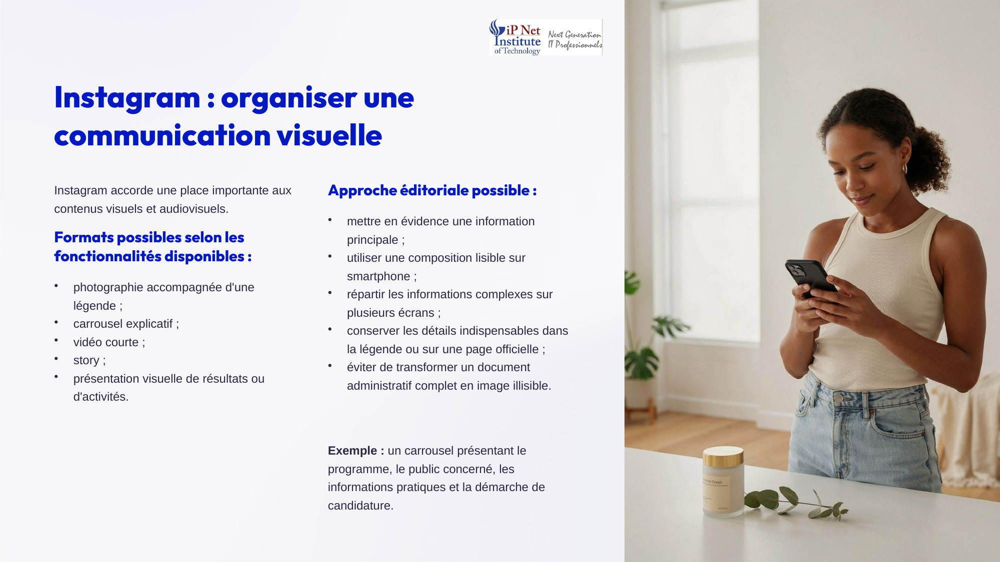 iP Net
Institute
of Technology
Next Generation
IT Professionnels
Instagram : organiser une
communication visuelle
Instagram accorde une place importante aux
contenus visuels et audiovisuels.
Formats possibles selon les
fonctionnalités disponibles :
• photographie accompagnée d'une
légende ;
• carrousel explicatif ;
• vidéo courte ;
• story ;
• présentation visuelle de résultats ou
d'activités.
Approche éditoriale possible :
• mettre en évidence une information
principale ;
• utiliser une composition lisible sur
smartphone ;
• répartir les informations complexes sur
plusieurs écrans ;
• conserver les détails indispensables dans
la légende ou sur une page officielle ;
• éviter de transformer un document
administratif complet en image illisible.
Exemple : un carrousel présentant le
programme, le public concerné, les
informations pratiques et la démarche de
candidature.